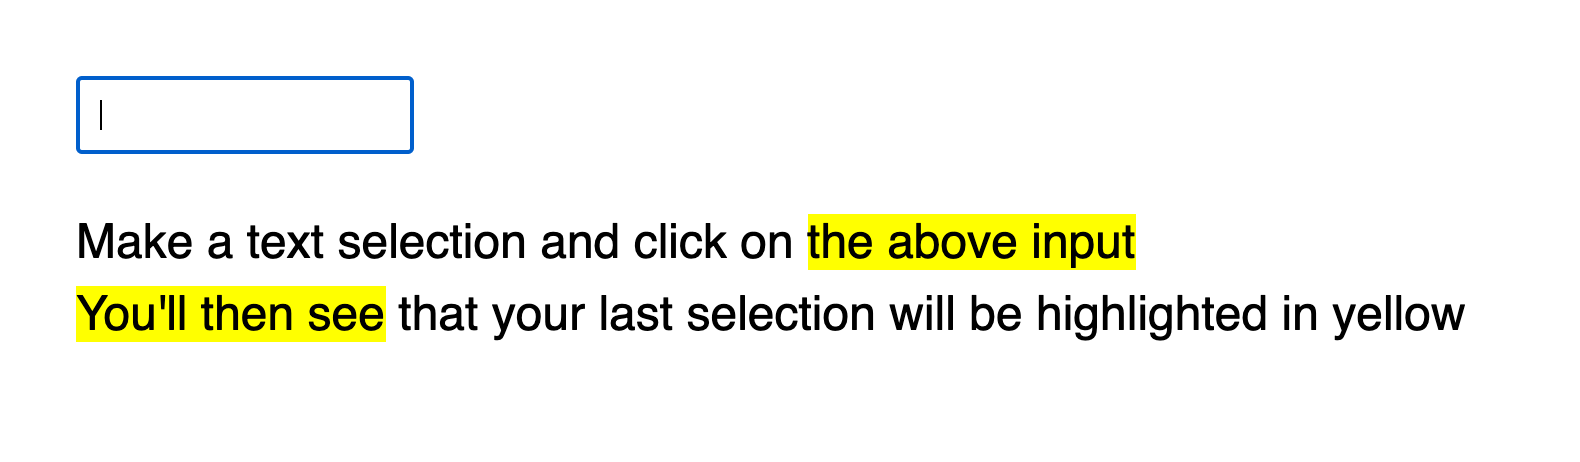 Make a text selection and click on the above input
You'll then see that your last selection will be highlighted in yellow